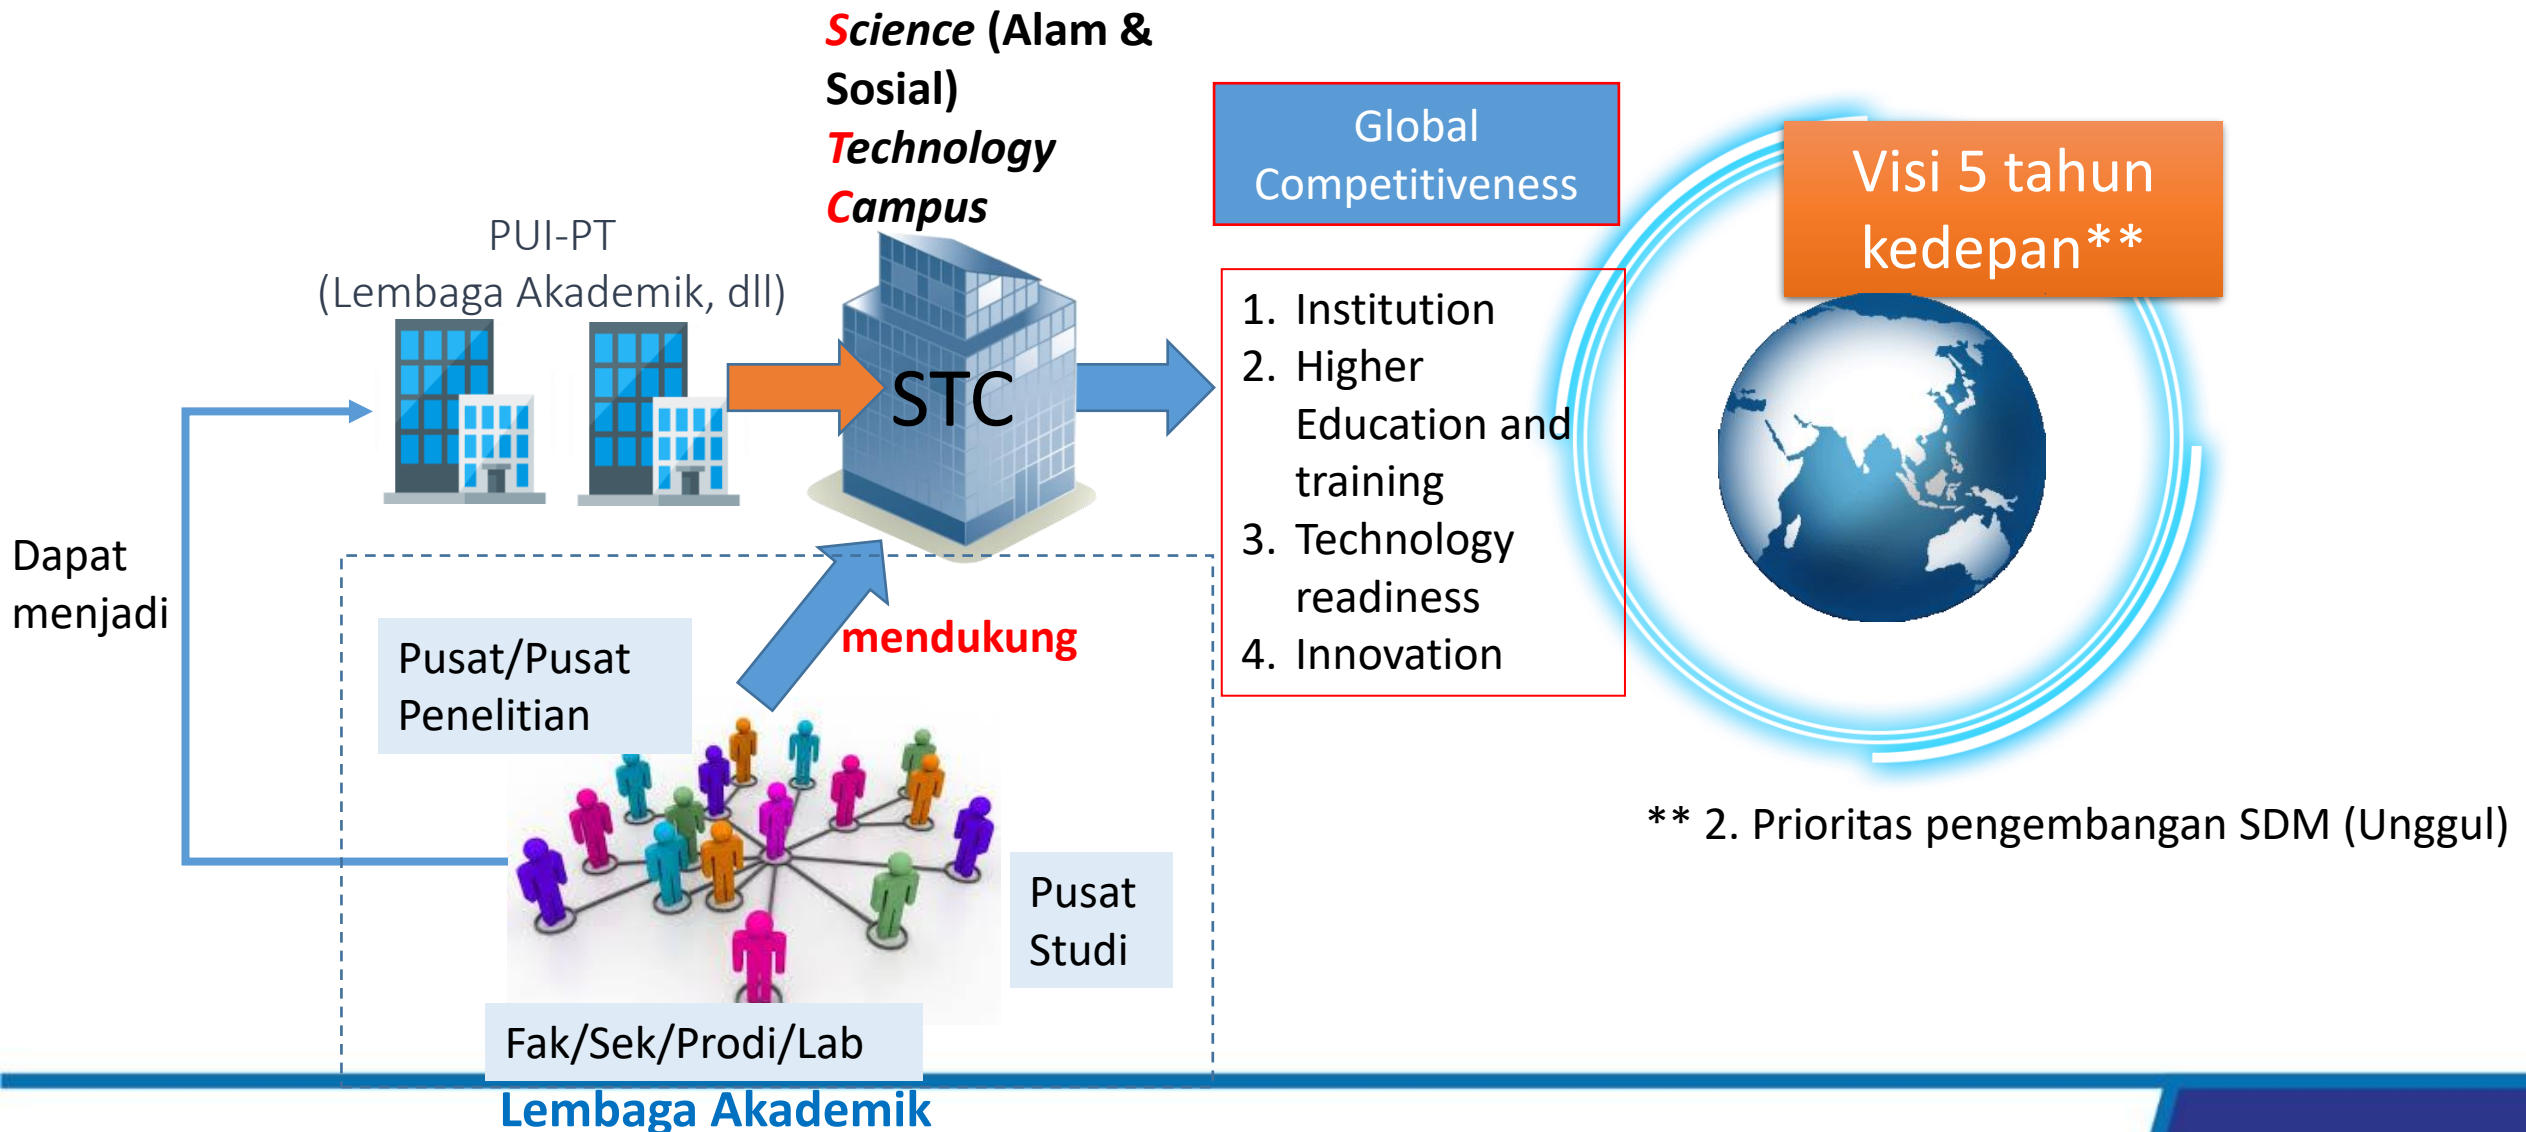 Science (Alam &
Sosial)
Technology
Campus
Global
Competitiveness
Visi 5 tahun
kedepan**
PUI-PT
(Lembaga Akademik, dll)
STC
1. Institution
2. Higher
Education and
training
3. Technology
readiness
4. Innovation
Dapat
menjadi
mendukung
Pusat/Pusat
Penelitian
** 2. Prioritas pengembangan SDM (Unggul)
Pusat
Studi
Fak/Sek/Prodi/Lab
Lembaga Akademik